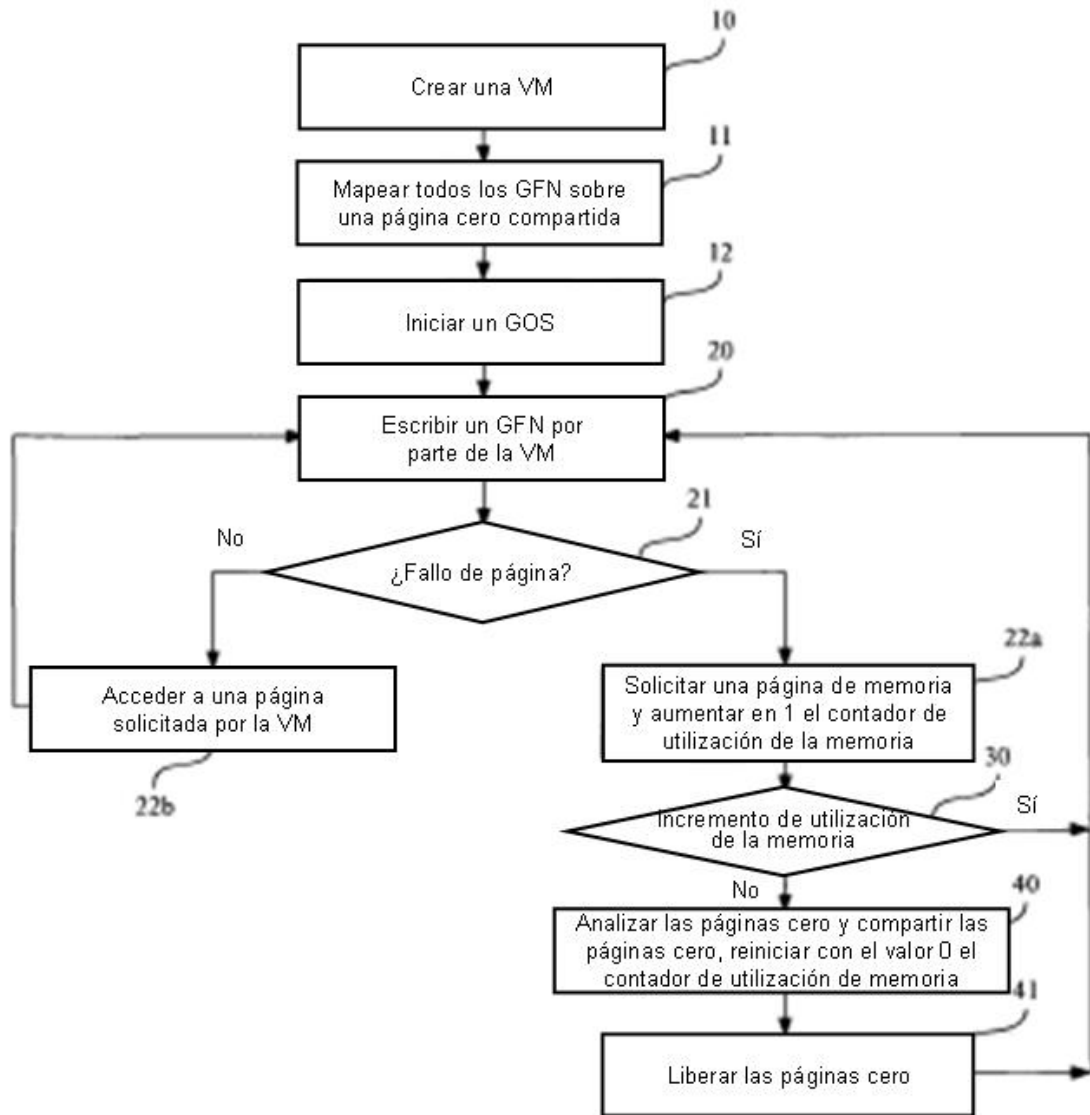 10
Crear una VM
11
Mapear todos los GFN sobre
una página cero compartida
12
Iniciar un GOS
20
Escribir un GFN por
parte de la VM
21
No
Sí
¿Fallo de página?
22a
Acceder a una página
solicitada por la VM
22b
Solicitar una página de memoria
y aumentar en 1 el contador de
utilización de la memoria
30
Sí
Incremento de utilización
de la memoria
No
40
Analizar las páginas cero y compartir las
páginas cero, reiniciar con el valor 0 el
contador de utilización de memoria
41
Liberar las páginas cero